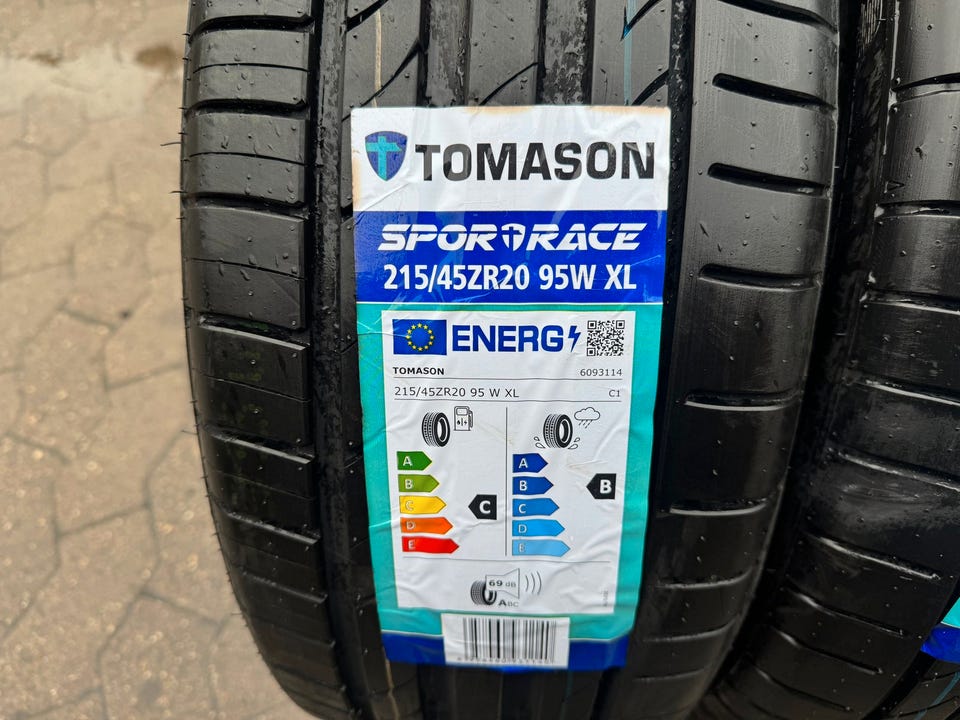 TOMASON
SPORTRACE
215/45ZR20 95W XL
ENERG
TOMASON 6093114
215/45ZR20 95 W XL C1
A A
B B B
C C C
D D
E E
69 dB
ABC